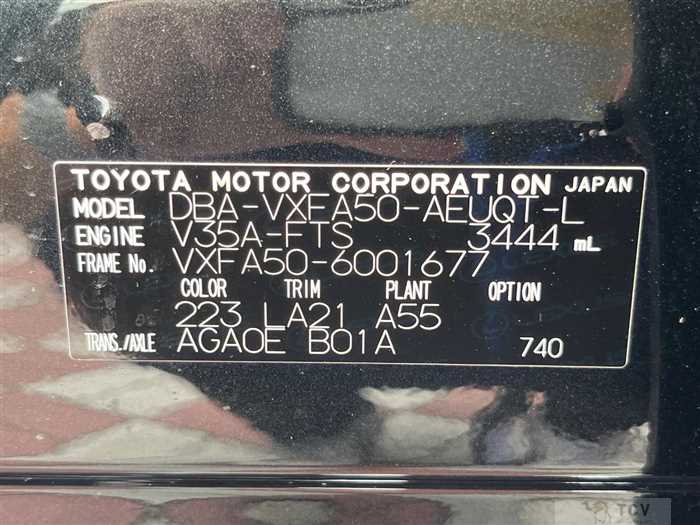 TOYOTA MOTOR CORPORATION JAPAN
MODEL DBA-VXFA50-AEUQT-L
ENGINE V35A-FTS 3444 mL
FRAME No. VXFA50-6001677
COLOR TRIM PLANT OPTION
223 LA21 A55
TRANS./AXLE AGA0E B01A 740
TCV